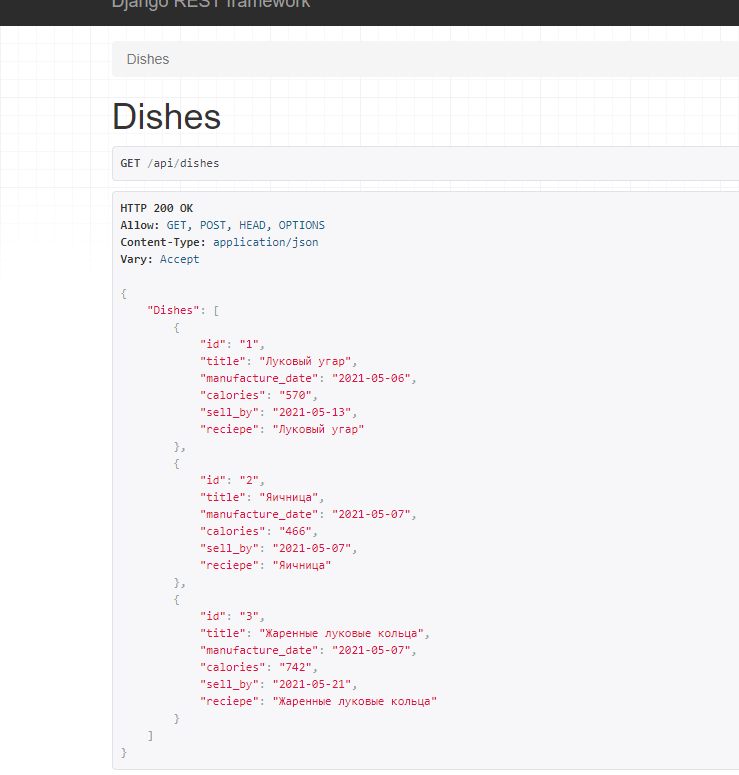 Django REST framework
Dishes
Dishes
GET /api/dishes
HTTP 200 OK
Allow: GET, POST, HEAD, OPTIONS
Content-Type: application/json
Vary: Accept
{
    "Dishes": [
        {
            "id": "1",
            "title": "Луковый угар",
            "manufacture_date": "2021-05-06",
            "calories": "570",
            "sell_by": "2021-05-13",
            "reciepe": "Луковый угар"
        },
        {
            "id": "2",
            "title": "Яичница",
            "manufacture_date": "2021-05-07",
            "calories": "466",
            "sell_by": "2021-05-07",
            "reciepe": "Яичница"
        },
        {
            "id": "3",
            "title": "Жаренные луковые кольца",
            "manufacture_date": "2021-05-07",
            "calories": "742",
            "sell_by": "2021-05-21",
            "reciepe": "Жаренные луковые кольца"
        }
    ]
}